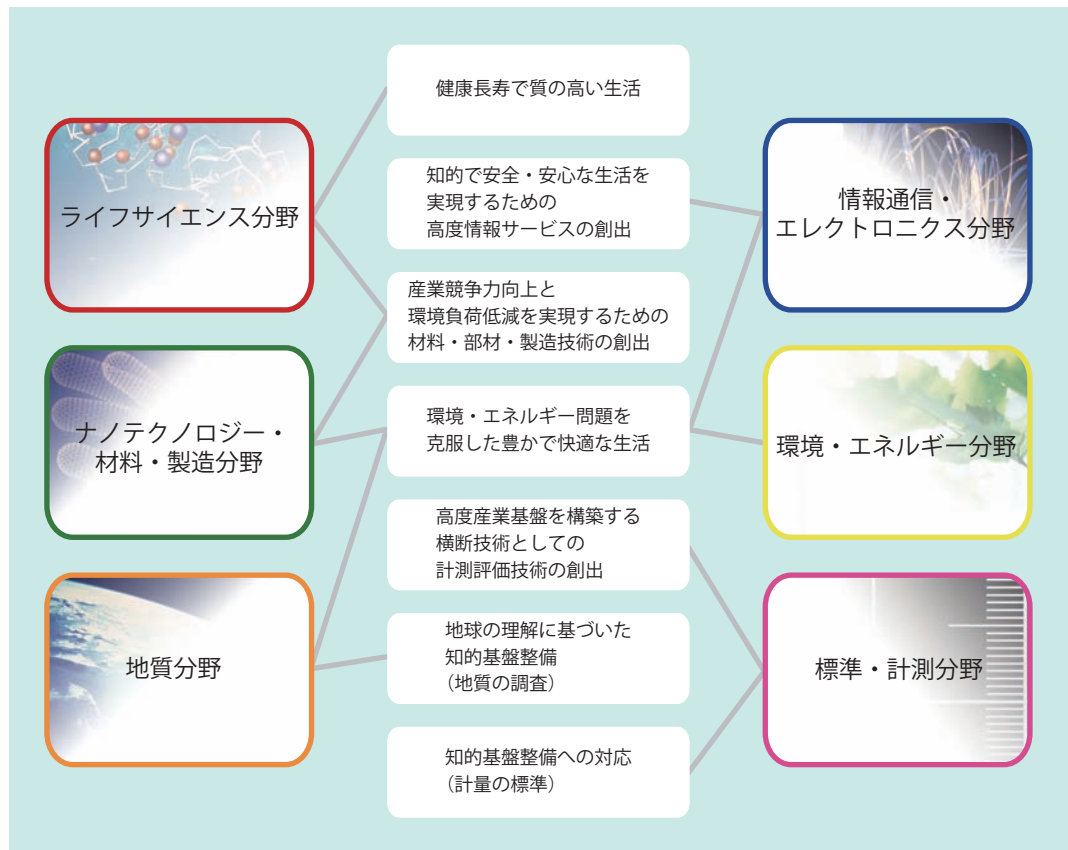 健康長寿で質の高い生活
ライフサイエンス分野
知的で安全・安心な生活を
実現するための
高度情報サービスの創出
情報通信・
エレクトロニクス分野
産業競争力向上と
環境負荷低減を実現するための
材料・部材・製造技術の創出
ナノテクノロジー・
材料・製造分野
環境・エネルギー問題を
克服した豊かで快適な生活
環境・エネルギー分野
高度産業基盤を構築する
横断技術としての
計測評価技術の創出
地質分野
地球の理解に基づいた
知的基盤整備
（地質の調査）
標準・計測分野
知的基盤整備への対応
（計量の標準）